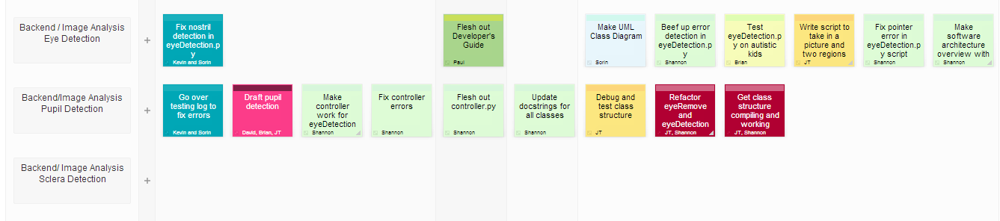 Backend / Image Analysis
Eye Detection
+
Fix nostril
detection in
eyeDetection.p
y
Kevin and Sorin
Flesh out
Developer's
Guide
Paul
Make UML
Class Diagram
Sorin
Beef up error
detection in
eyeDetection.p
y
Shannon
Test
eyeDetection.p
y on autistic
kids
Brian
Write script to
take in a
picture and
two regions
JT
Fix pointer
error in
eyeDetection.p
y script
Shannon
Make
software
architecture
overview with
Shannon
Backend/Image Analysis
Pupil Detection
+
Go over
testing log to
fix errors
Kevin and Sorin
Draft pupil
detection
David, Brian, JT
Make
controller
work for
eyeDetection
Shannon
Fix controller
errors
Shannon
Flesh out
controller.py
Shannon
Update
docstrings for
all classes
Shannon
Debug and
test class
structure
JT
Refactor
eyeRemove
and
eyeDetection
JT, Shannon
Get class
structure
compiling and
working
JT, Shannon
Backend/ Image Analysis
Sclera Detection
+